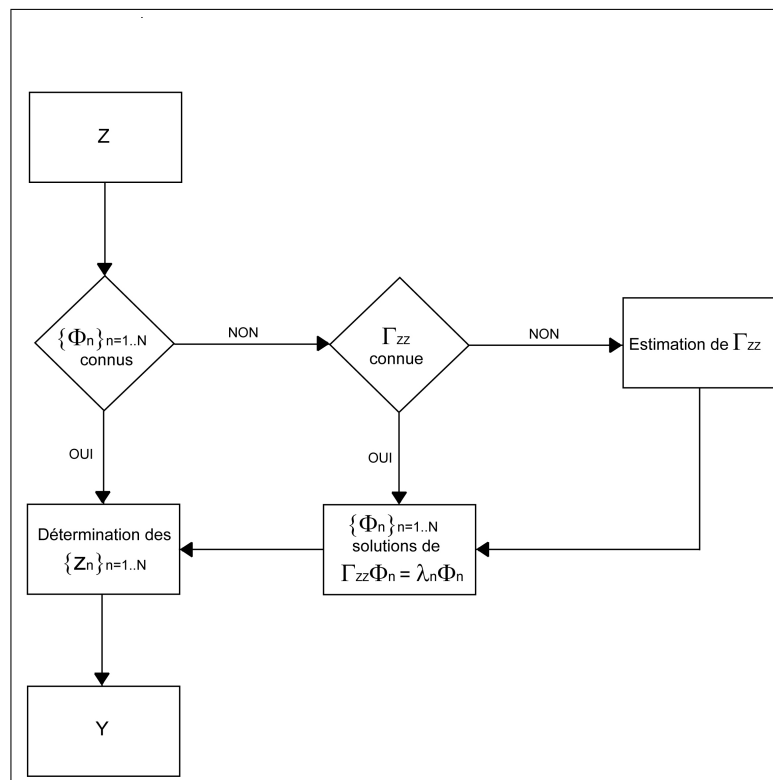 Z
{Φn}n=1..N
connus
NON
ΓZZ
connue
NON
Estimation de ΓZZ
OUI
OUI
Détermination des
{Zn}n=1..N
{Φn}n=1..N
solutions de
ΓZZΦn = λnΦn
Y